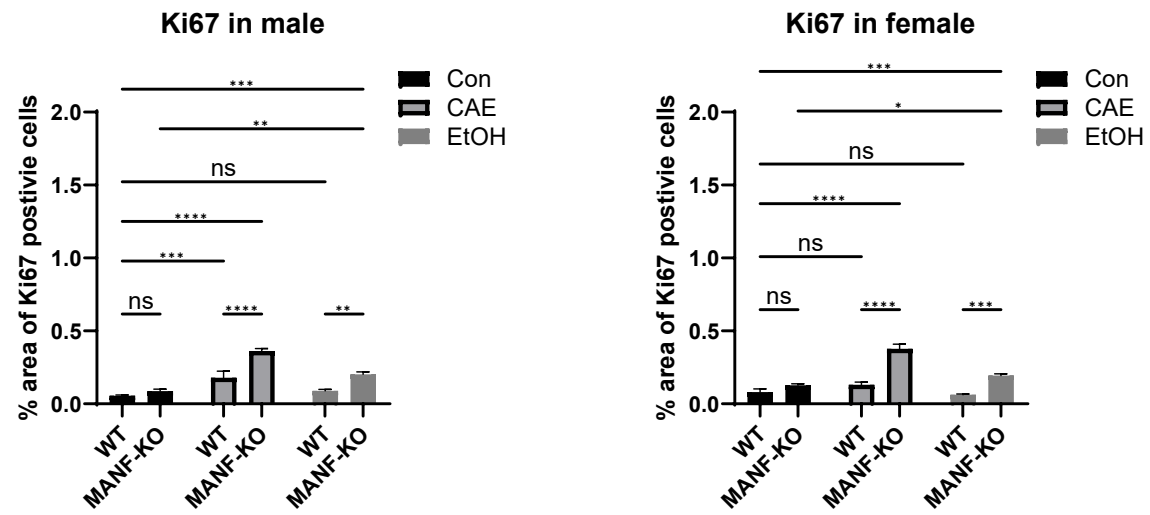 Ki67 in male
Con
CAE
EtOH
% area of Ki67 postivie cells
2.0
1.5
1.0
0.5
0.0
***
**
ns
****
***
ns
****
**
WT
MANF-KO
WT
MANF-KO
WT
MANF-KO
Ki67 in female
Con
CAE
EtOH
% area of Ki67 postivie cells
2.0
1.5
1.0
0.5
0.0
***
*
ns
****
ns
ns
****
***
WT
MANF-KO
WT
MANF-KO
WT
MANF-KO